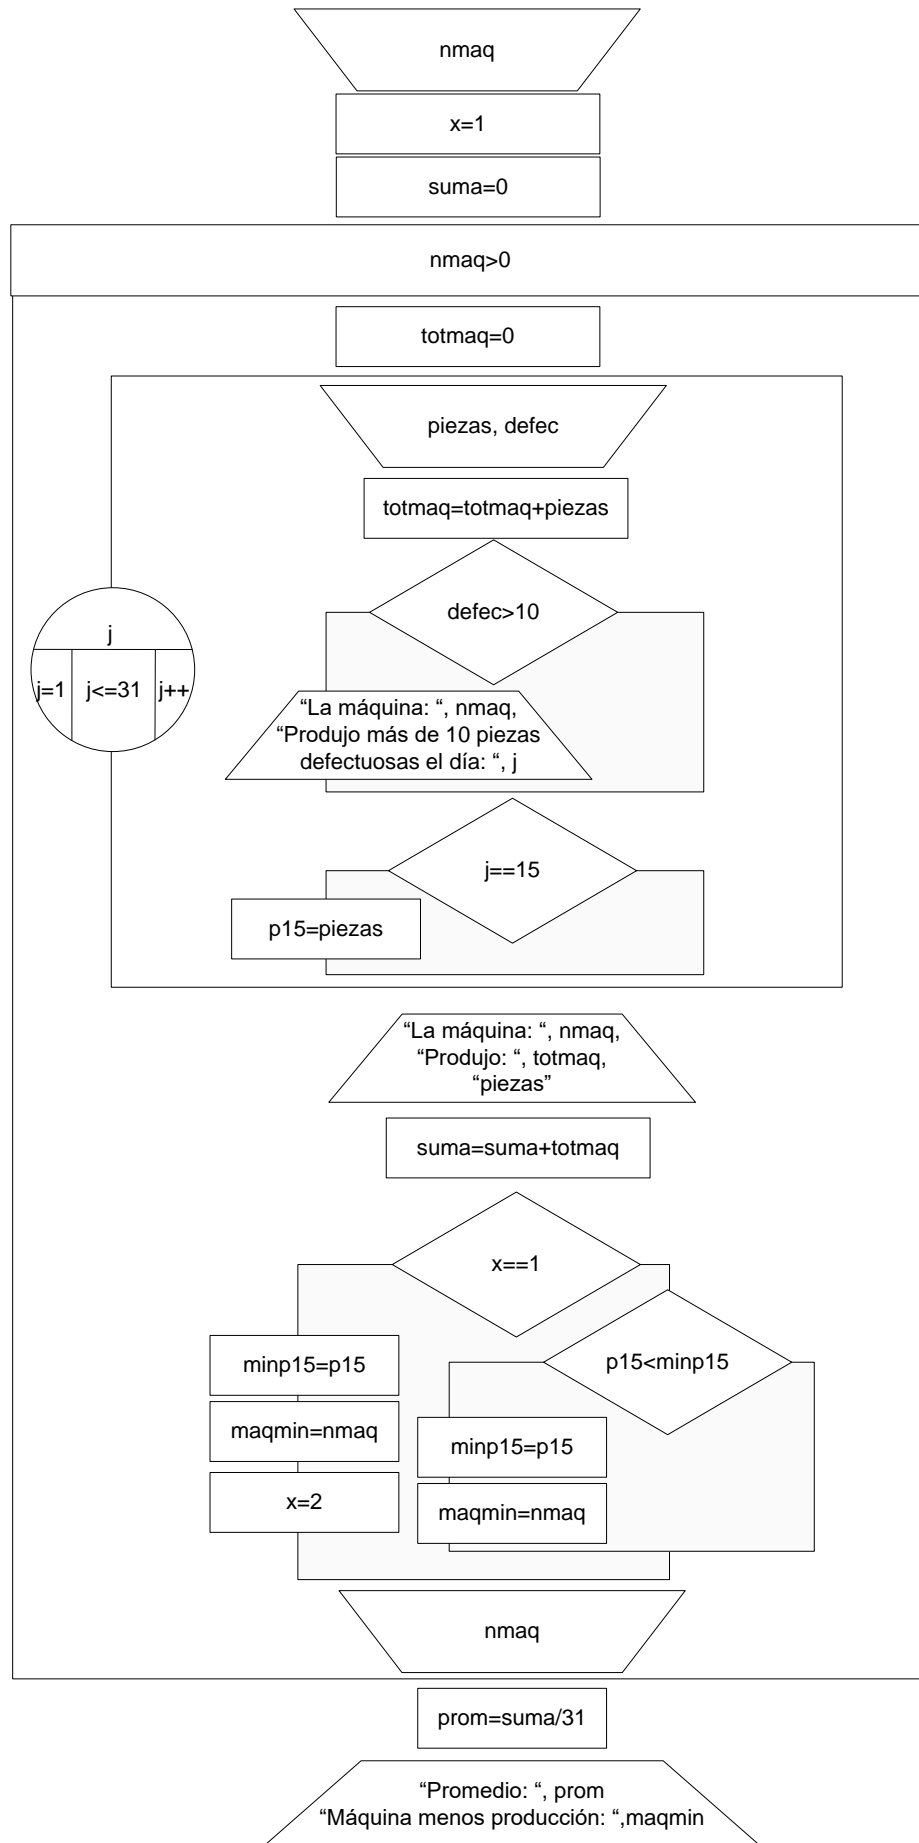 nmaq
x=1
suma=0
nmaq>0
totmaq=0
piezas, defec
totmaq=totmaq+piezas
defec>10
j
j=1
j<=31
j++
“La máquina: “, nmaq,
“Produjo más de 10 piezas
defectuosas el día: “, j
j==15
p15=piezas
“La máquina: “, nmaq,
“Produjo: “, totmaq,
“piezas”
suma=suma+totmaq
x==1
minp15=p15
maqmin=nmaq
x=2
p15<minp15
minp15=p15
maqmin=nmaq
nmaq
prom=suma/31
“Promedio: “, prom
“Máquina menos producción: “,maqmin